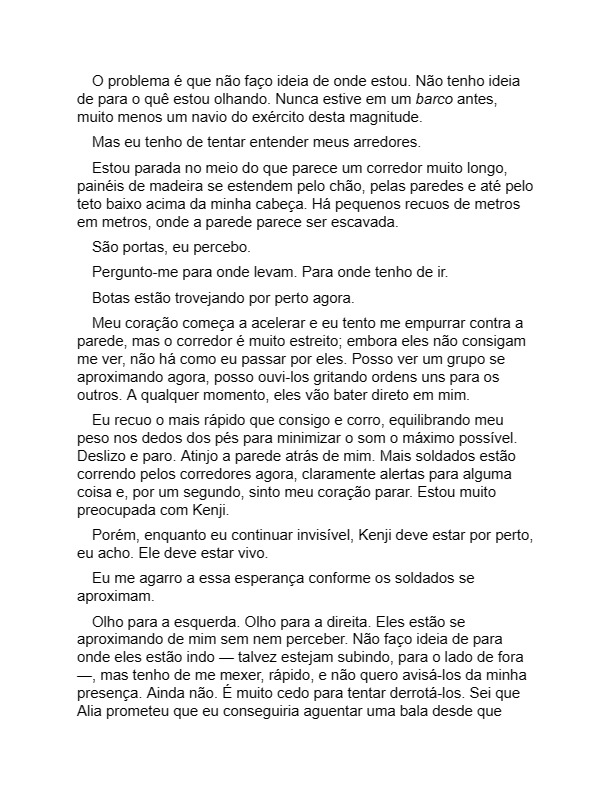 O problema é que não faço ideia de onde estou. Não tenho ideia
de para o quê estou olhando. Nunca estive em um barco antes,
muito menos um navio do exército desta magnitude.
Mas eu tenho de tentar entender meus arredores.
Estou parada no meio do que parece um corredor muito longo,
painéis de madeira se estendem pelo chão, pelas paredes e até pelo
teto baixo acima da minha cabeça. Há pequenos recuos de metros
em metros, onde a parede parece ser escavada.
São portas, eu percebo.
Pergunto-me para onde levam. Para onde tenho de ir.
Botas estão trovejando por perto agora.
Meu coração começa a acelerar e eu tento me empurrar contra a
parede, mas o corredor é muito estreito; embora eles não consigam
me ver, não há como eu passar por eles. Posso ver um grupo se
aproximando agora, posso ouvi-los gritando ordens uns para os
outros. A qualquer momento, eles vão bater direto em mim.
Eu recuo o mais rápido que consigo e corro, equilibrando meu
peso nos dedos dos pés para minimizar o som o máximo possível.
Deslizo e paro. Atinjo a parede atrás de mim. Mais soldados estão
correndo pelos corredores agora, claramente alertas para alguma
coisa e, por um segundo, sinto meu coração parar. Estou muito
preocupada com Kenji.
Porém, enquanto eu continuar invisível, Kenji deve estar por perto,
eu acho. Ele deve estar vivo.
Eu me agarro a essa esperança conforme os soldados se
aproximam.
Olho para a esquerda. Olho para a direita. Eles estão se
aproximando de mim sem nem perceber. Não faço ideia de para
onde eles estão indo — talvez estejam subindo, para o lado de fora
—, mas tenho de me mexer, rápido, e não quero avisá-los da minha
presença. Ainda não. É muito cedo para tentar derrotá-los. Sei que
Alia prometeu que eu conseguiria aguentar uma bala desde que